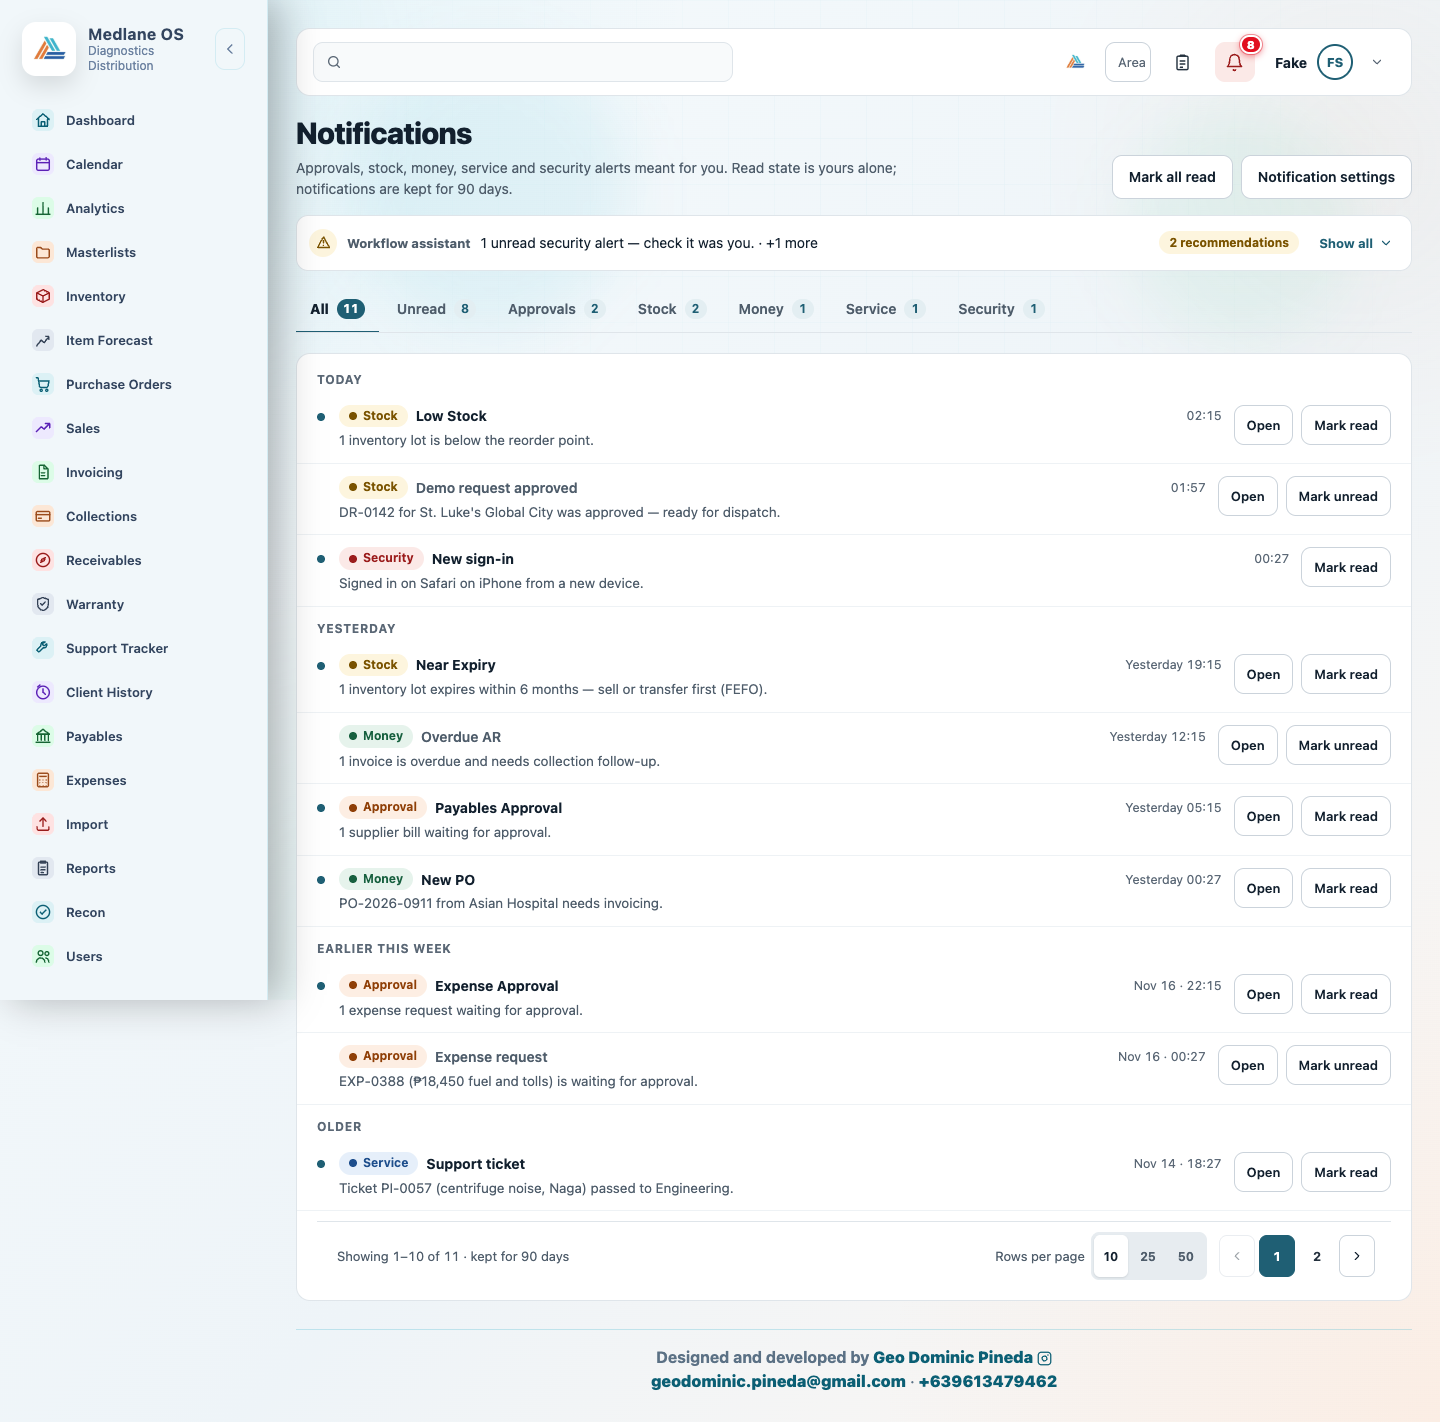 Medlane OS
Diagnostics
Distribution
Dashboard
Calendar
Analytics
Masterlists
Inventory
Item Forecast
Purchase Orders
Sales
Invoicing
Collections
Receivables
Warranty
Support Tracker
Client History
Payables
Expenses
Import
Reports
Recon
Users
Area
8
Fake FS
Notifications
Approvals, stock, money, service and security alerts meant for you. Read state is yours alone;
notifications are kept for 90 days.
Mark all read
Notification settings
Workflow assistant 1 unread security alert — check it was you. · +1 more
2 recommendations
Show all
All 11
Unread 8
Approvals 2
Stock 2
Money 1
Service 1
Security 1
TODAY
Stock Low Stock 02:15 Open Mark read
1 inventory lot is below the reorder point.
Stock Demo request approved 01:57 Open Mark unread
DR-0142 for St. Luke's Global City was approved — ready for dispatch.
Security New sign-in 00:27 Mark read
Signed in on Safari on iPhone from a new device.
YESTERDAY
Stock Near Expiry Yesterday 19:15 Open Mark read
1 inventory lot expires within 6 months — sell or transfer first (FEFO).
Money Overdue AR Yesterday 12:15 Open Mark unread
1 invoice is overdue and needs collection follow-up.
Approval Payables Approval Yesterday 05:15 Open Mark read
1 supplier bill waiting for approval.
Money New PO Yesterday 00:27 Open Mark read
PO-2026-0911 from Asian Hospital needs invoicing.
EARLIER THIS WEEK
Approval Expense Approval Nov 16 · 22:15 Open Mark read
1 expense request waiting for approval.
Approval Expense request Nov 16 · 00:27 Open Mark unread
EXP-0388 (₱18,450 fuel and tolls) is waiting for approval.
OLDER
Service Support ticket Nov 14 · 18:27 Open Mark read
Ticket PI-0057 (centrifuge noise, Naga) passed to Engineering.
Showing 1–10 of 11 · kept for 90 days
Rows per page 10 25 50
1 2
Designed and developed by Geo Dominic Pineda
geodominic.pineda@gmail.com · +639613479462